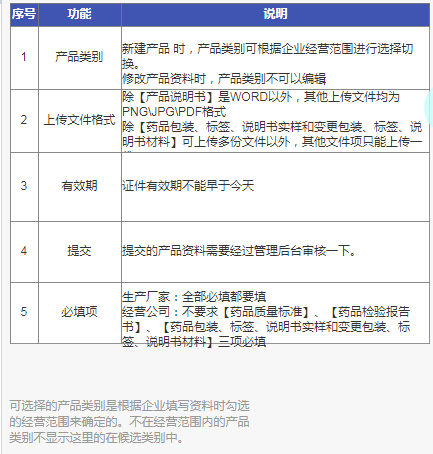 序号 功能 说明
1 产品类别 新建产品 时，产品类别可根据企业经营范围进行选择切
换。
修改产品资料时，产品类别不可以编辑
2 上传文件格式 除【产品说明书】是WORD以外，其他上传文件均为
PNG\JPG\PDF格式
除【药品包装、标签、说明书实样和变更包装、标签、说
明书材料】可上传多份文件以外，其他文件项只能上传一
3 有效期 证件有效期不能早于今天
4 提交 提交的产品资料需要经过管理后台审核一下。
5 必填项 生产厂家：全部必填都要填
经营公司：不要求【药品质量标准】、【药品检验报告
书】、【药品包装、标签、说明书实样和变更包装、标
签、说明书材料】三项必填
可选择的产品类别是根据企业填写资料时勾选
的经营范围来确定的。不在经营范围内的产品
类别不显示这里的在候选类别中。